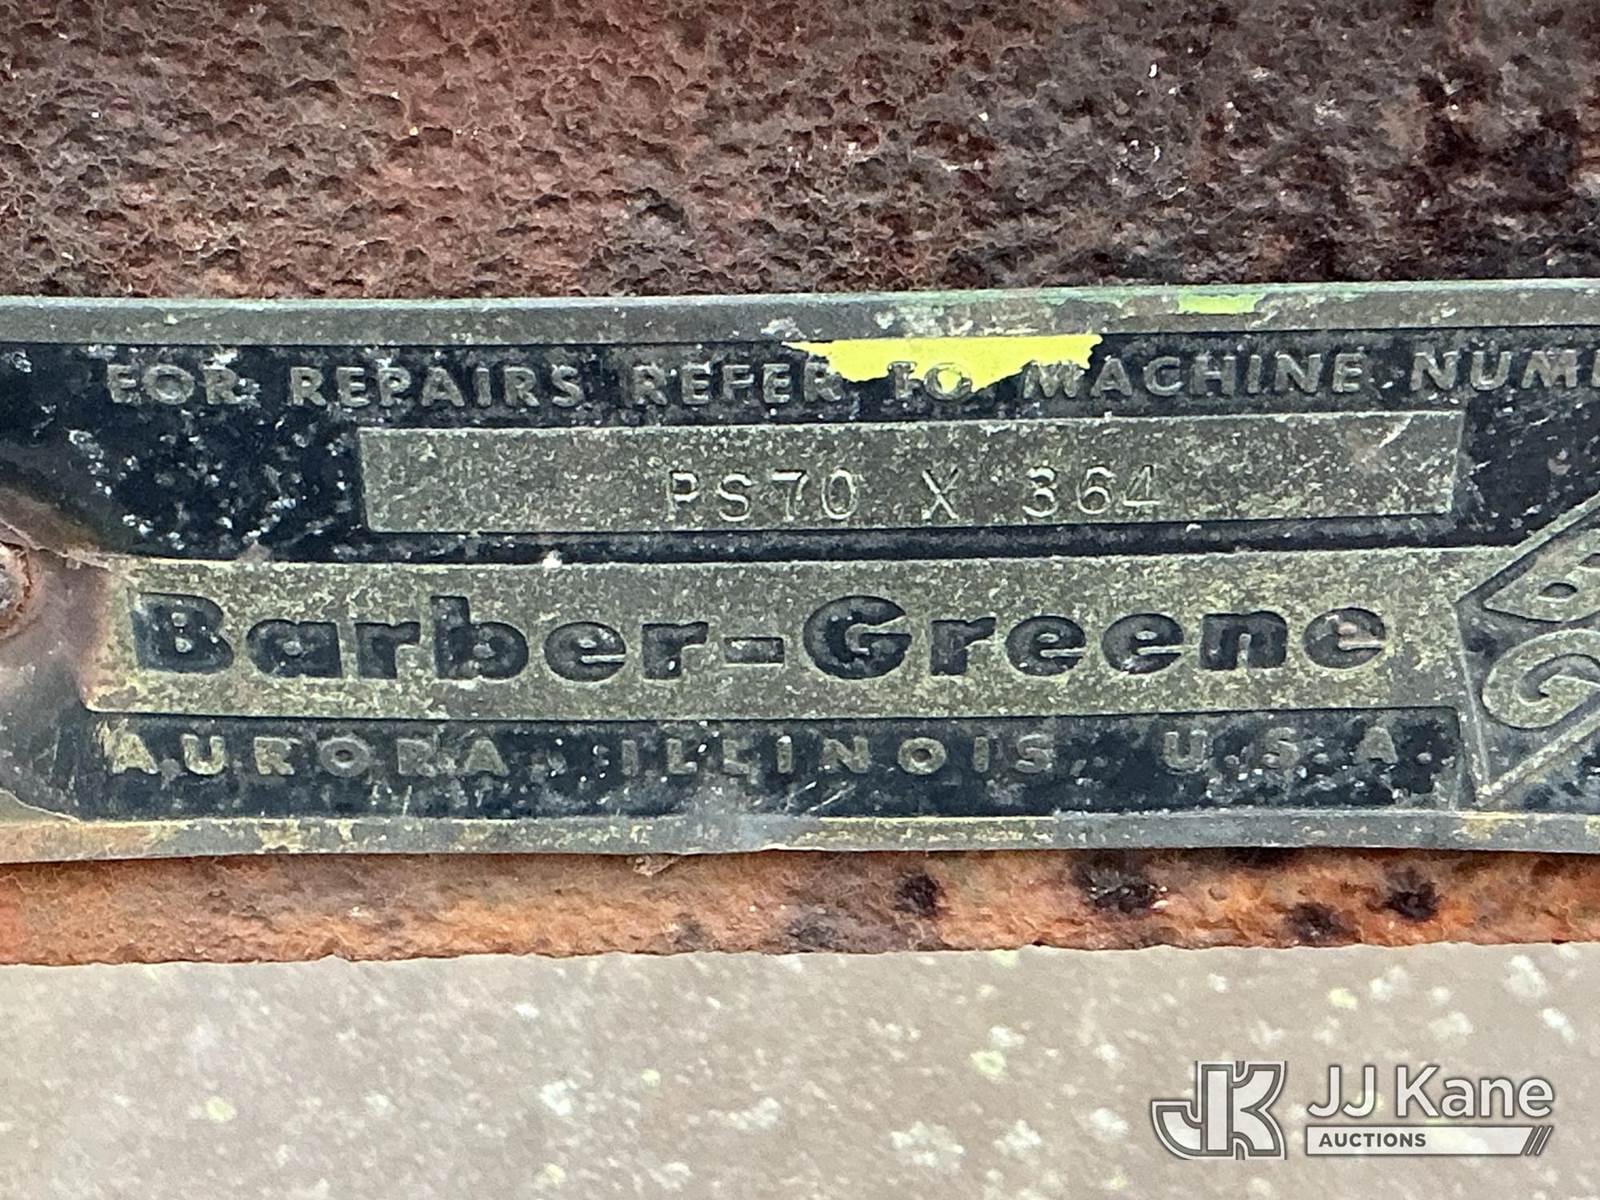 FOR REPAIRS REFER TO MACHINE NUM
PS70 X 364
Barber-Greene
AURORA, ILLINOIS, U.S.A.
JJ Kane
AUCTIONS